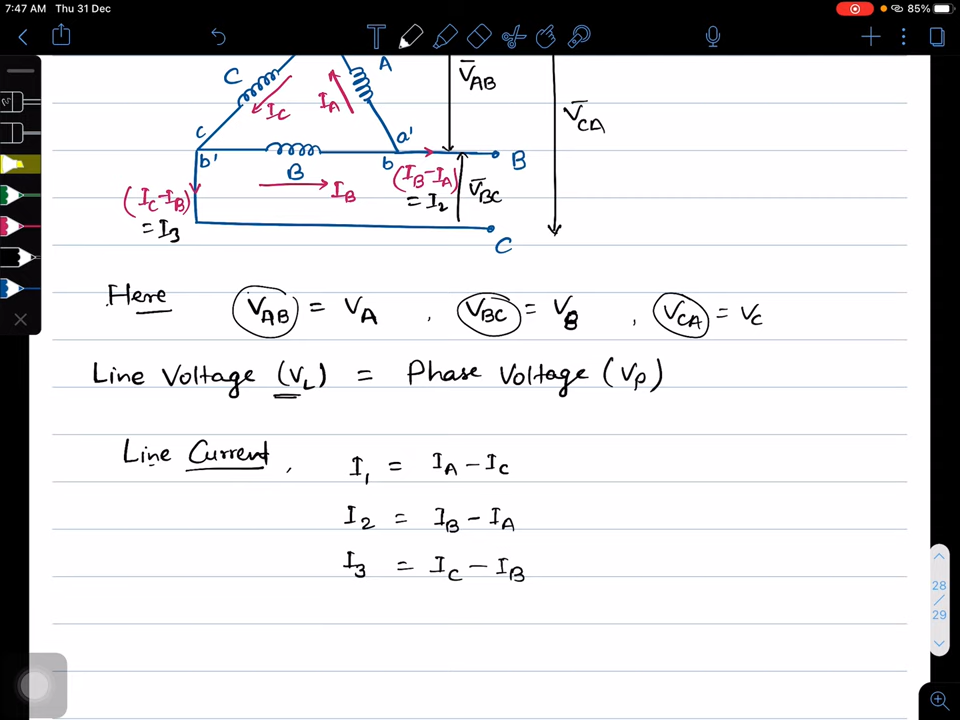 7:47 AM Thu 31 Dec
85%
A
C
V̅AB
IA
IC
V̅CA
c
a'
b'
B
b
B
(IB-IA)
= I2
V̅BC
IB
(IC-IB)
= I3
C
Here VAB = VA , VBC = VB , VCA = VC
Line Voltage (VL) = Phase Voltage (VP)
Line Current , I1 = IA - IC
I2 = IB - IA
I3 = IC - IB
28
/
29